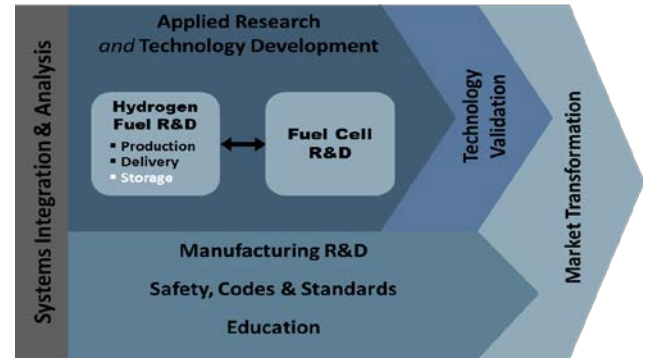 Systems Integration & Analysis
Applied Research
and Technology Development
Hydrogen
Fuel R&D
▪ Production
▪ Delivery
▪ Storage
Fuel Cell
R&D
Technology
Validation
Market Transformation
Manufacturing R&D
Safety, Codes & Standards
Education